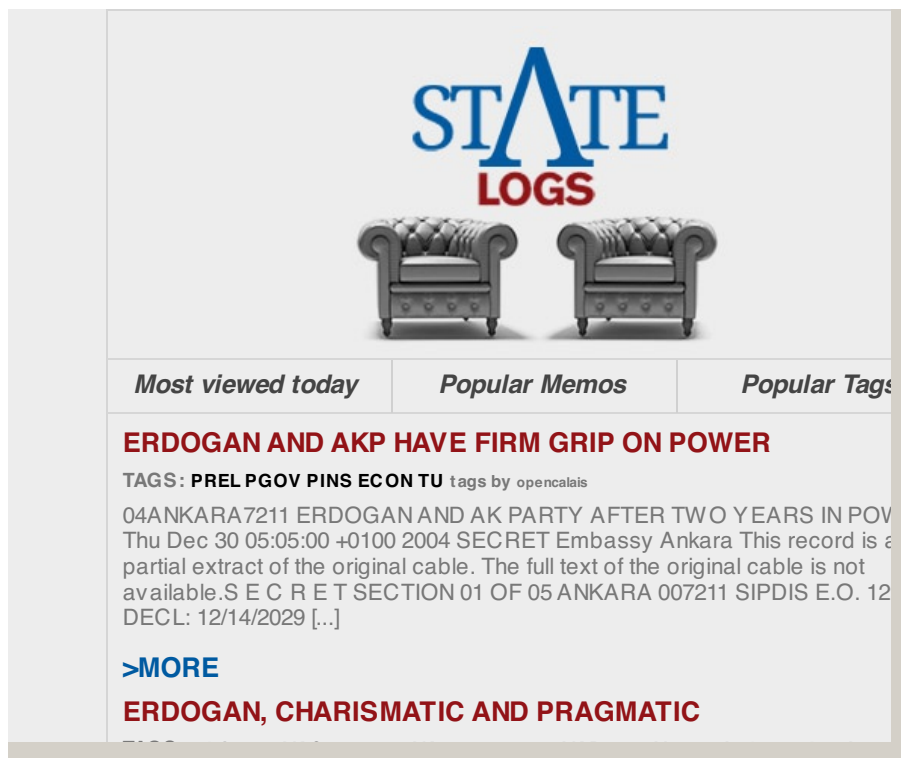 STATE
LOGS
Most viewed today
Popular Memos
Popular Tags
ERDOGAN AND AKP HAVE FIRM GRIP ON POWER
TAGS: PREL PGOV PINS ECON TU tags by opencalais
04ANKARA7211 ERDOGAN AND AK PARTY AFTER TWO YEARS IN
Thu Dec 30 05:05:00 +0100 2004 SECRET Embassy Ankara This record is a
partial extract of the original cable. The full text of the original cable is not
available.S E C R E T SECTION 01 OF 05 ANKARA 007211 SIPDIS E.O. 12
DECL: 12/14/2029 [...]
>MORE
ERDOGAN, CHARISMATIC AND PRAGMATIC